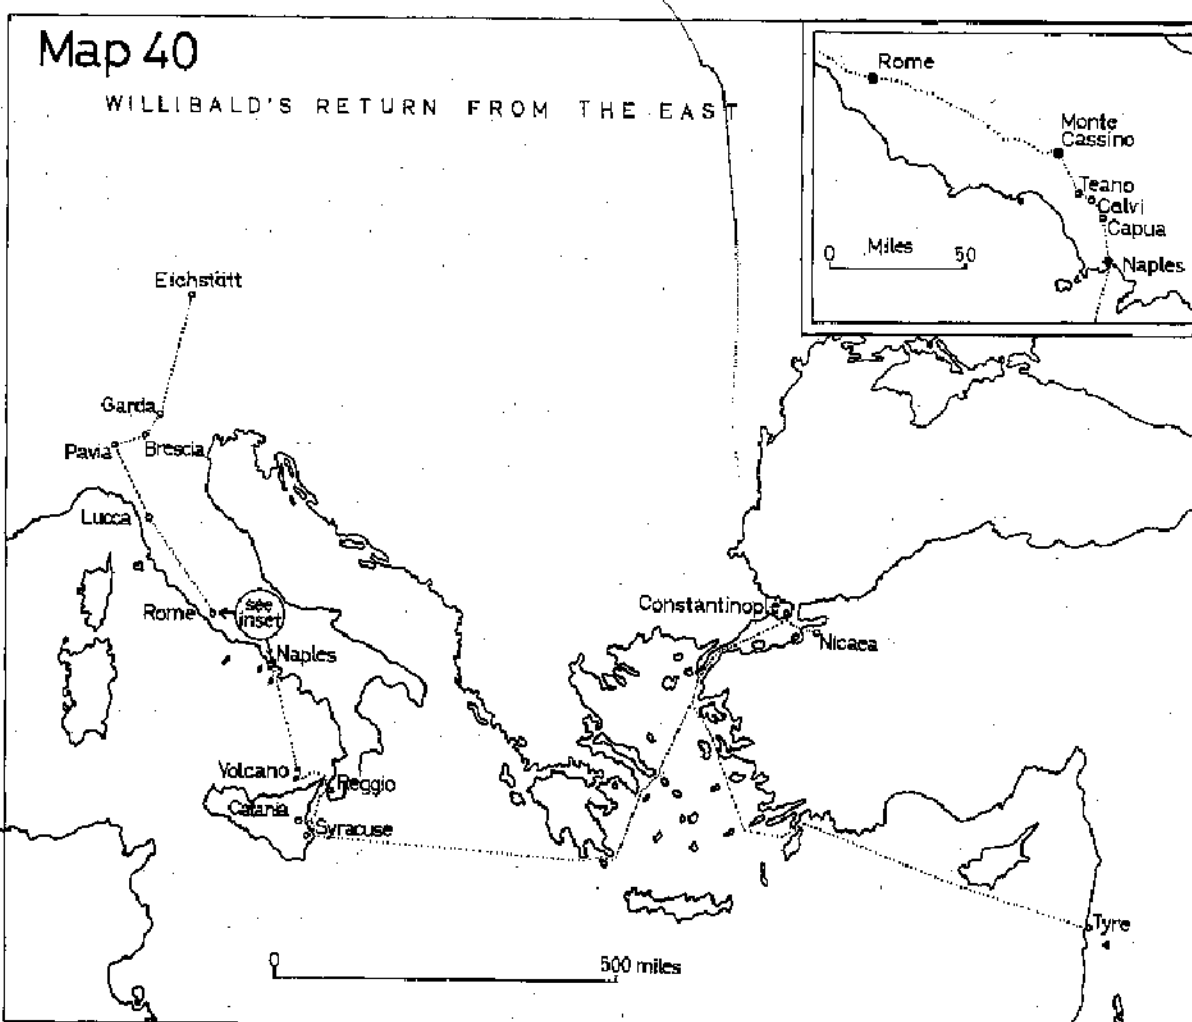 Map 40
WILLIBALD'S RETURN FROM THE EAST
Rome
Monte
Cassino
Teano
Calvi
Capua
Naples
0 Miles 50
Eichstätt
Garda
Pavia
Brescia
Lucca
Rome
see
inset
Naples
Constantinople
Nicaea
Volcano
Reggio
Catania
Syracuse
Tyre
0 500 miles